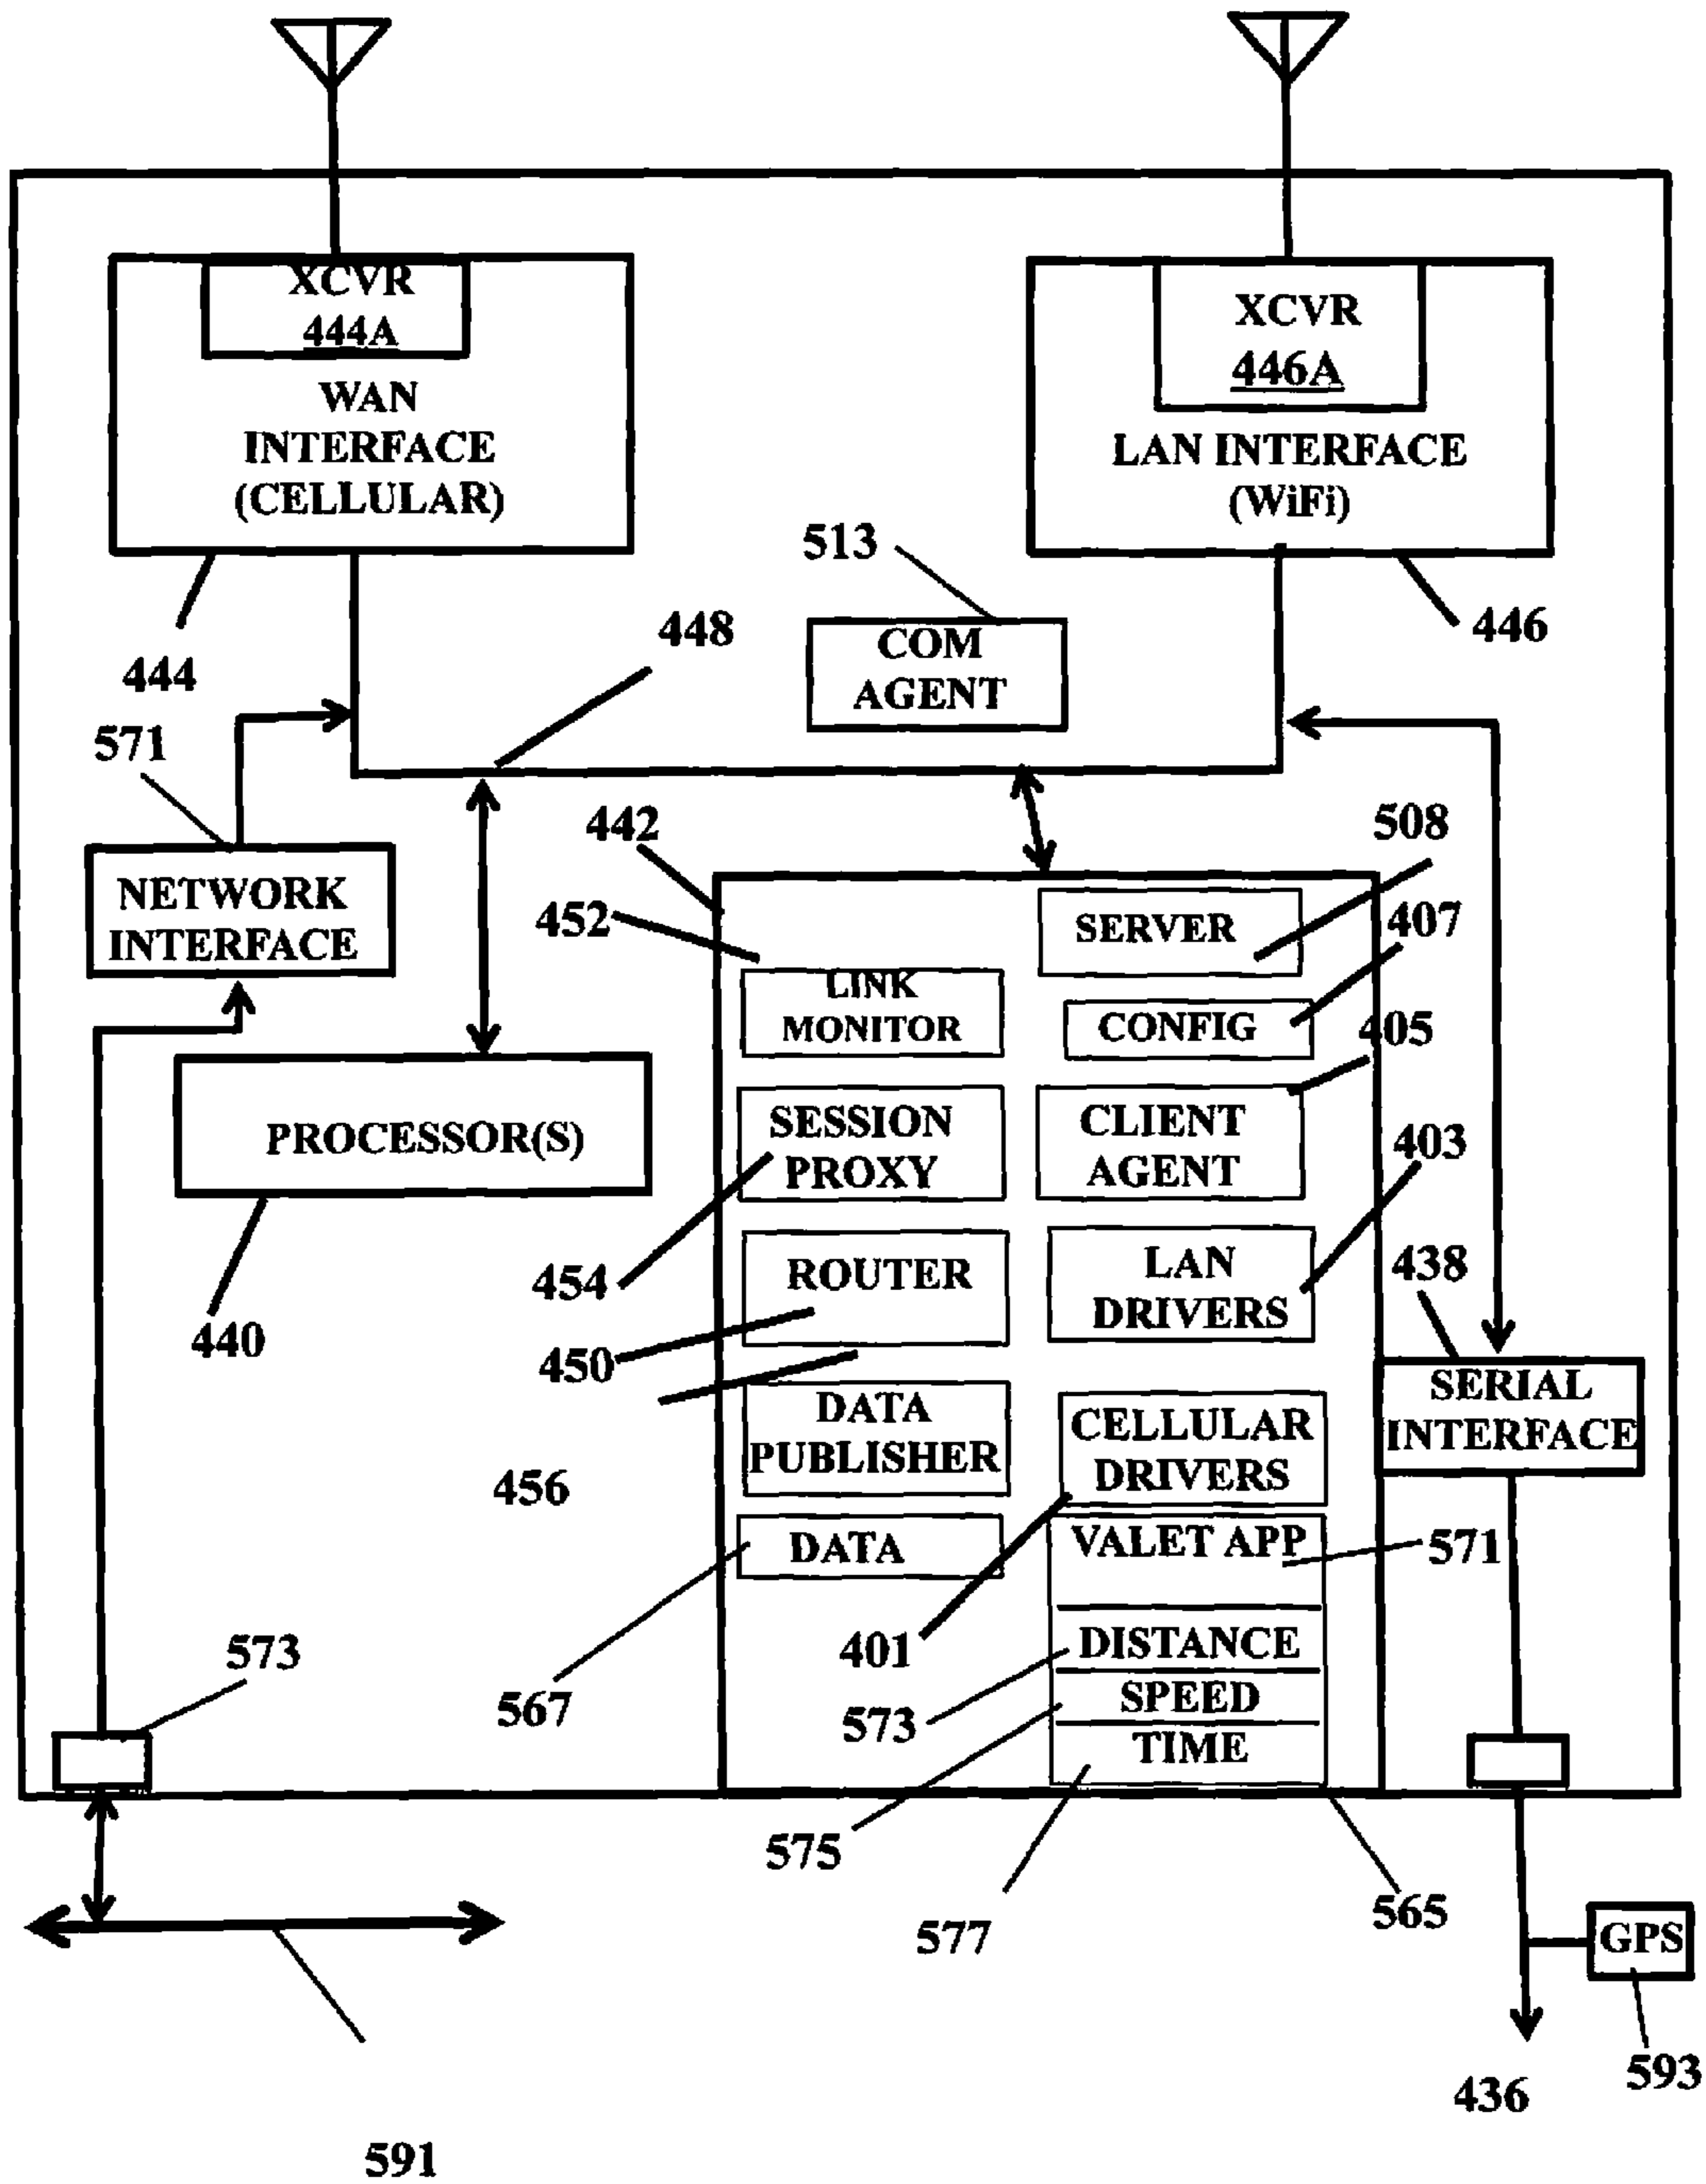 XCVR
444A
WAN
INTERFACE
(CELLULAR)
XCVR
446A
LAN INTERFACE
(WiFi)
513
COM
AGENT
448
446
444
571
NETWORK
INTERFACE
442
452
508
SERVER
407
LINK
MONITOR
CONFIG
405
PROCESSOR(S)
SESSION
PROXY
CLIENT
AGENT
403
454
ROUTER
LAN
DRIVERS
438
440
450
SERIAL
INTERFACE
DATA
PUBLISHER
CELLULAR
DRIVERS
456
DATA
VALET APP
571
401
DISTANCE
573
567
573
SPEED
TIME
575
577
565
GPS
593
436
591